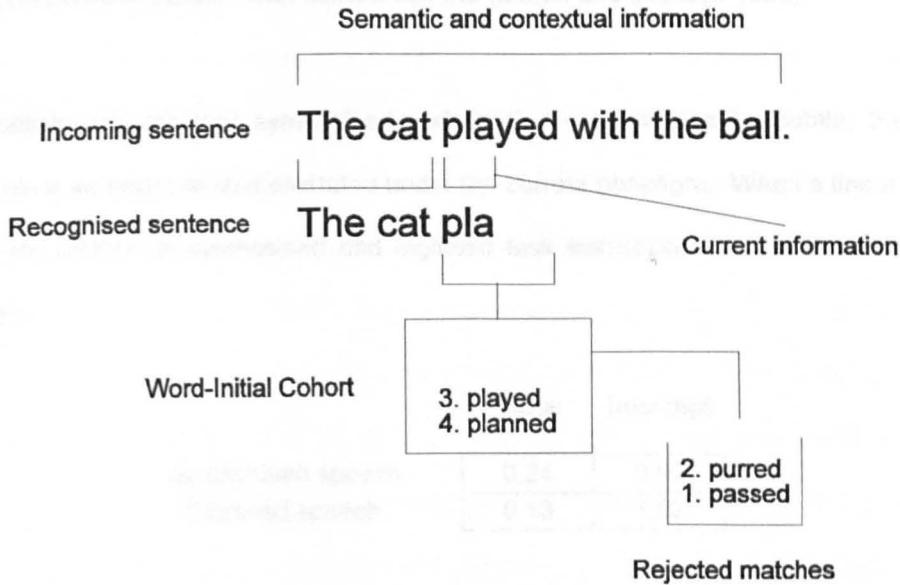 Semantic and contextual information
Incoming sentence The cat played with the ball.
Recognised sentence The cat pla
Current information
Word-Initial Cohort
3. played
4. planned
2. purred
1. passed
Rejected matches